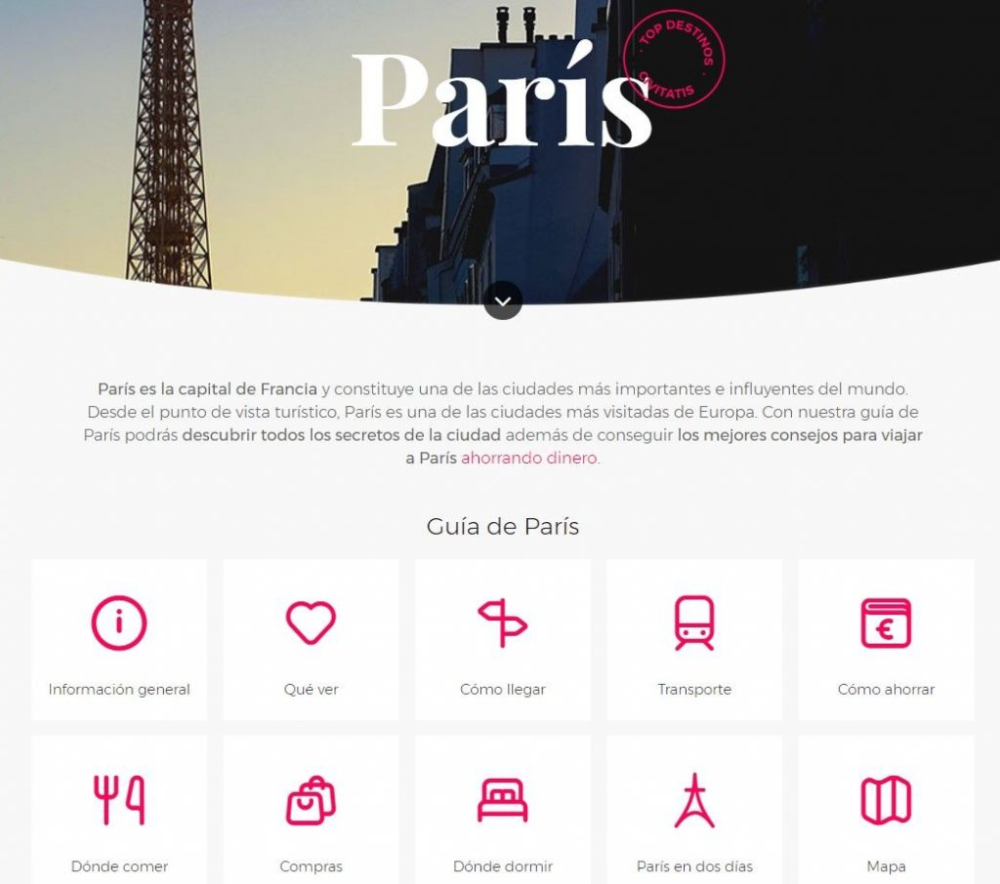 París
TOP DESTINOS
CIVITATIS
París es la capital de Francia y constituye una de las ciudades más importantes e influyentes del mundo.
Desde el punto de vista turístico, París es una de las ciudades más visitadas de Europa. Con nuestra guía de
París podrás descubrir todos los secretos de la ciudad además de conseguir los mejores consejos para viajar
a París ahorrando dinero.
Guía de París
Información general
Qué ver
Cómo llegar
Transporte
Cómo ahorrar
Dónde comer
Compras
Dónde dormir
París en dos días
Mapa